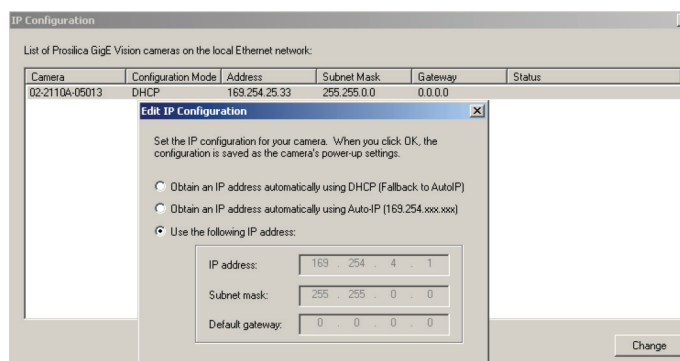 IP Configuration
List of Prosilica GigE Vision cameras on the local Ethernet network:
Camera Configuration Mode Address Subnet Mask Gateway Status
02-2110A-05013 DHCP 169.254.25.33 255.255.0.0 0.0.0.0
Edit IP Configuration
Set the IP configuration for your camera. When you click OK, the
configuration is saved as the camera's power-up settings.
Obtain an IP address automatically using DHCP (Fallback to AutoIP)
Obtain an IP address automatically using Auto-IP (169.254.xxx.xxx)
Use the following IP address:
IP address: 169 . 254 . 4 . 1
Subnet mask: 255 . 255 . 0 . 0
Default gateway: 0 . 0 . 0 . 0
Change